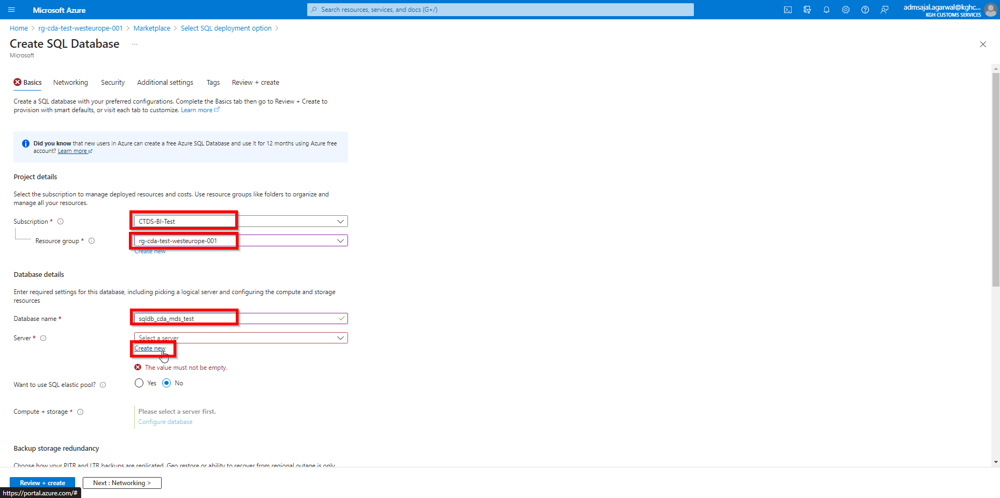 Microsoft Azure
Search resources, services, and docs (G+/)
admsajal.agarwal@kghc...
KGH CUSTOMS SERVICES
Home > rg-cda-test-westeurope-001 > Marketplace > Select SQL deployment option >
Create SQL Database ...
Microsoft
Basics Networking Security Additional settings Tags Review + create
Create a SQL database with your preferred configurations. Complete the Basics tab then go to Review + Create to
provision with smart defaults, or visit each tab to customize. Learn more
Did you know that new users in Azure can create a free Azure SQL Database and use it for 12 months using Azure free
account? Learn more
Project details
Select the subscription to manage deployed resources and costs. Use resource groups like folders to organize and
manage all your resources.
Subscription * CTDS-BI-Test
Resource group * rg-cda-test-westeurope-001
Create new
Database details
Enter required settings for this database, including picking a logical server and configuring the compute and storage
resources
Database name * sqldb_cda_mds_test
Server * Select a server
Create new
The value must not be empty.
Want to use SQL elastic pool? Yes No
Compute + storage * Please select a server first.
Configure database
Backup storage redundancy
Choose how your PITR and LTR backups are replicated. Geo restore or ability to recover from regional outage is only
Review + create Next : Networking >
https://portal.azure.com/#